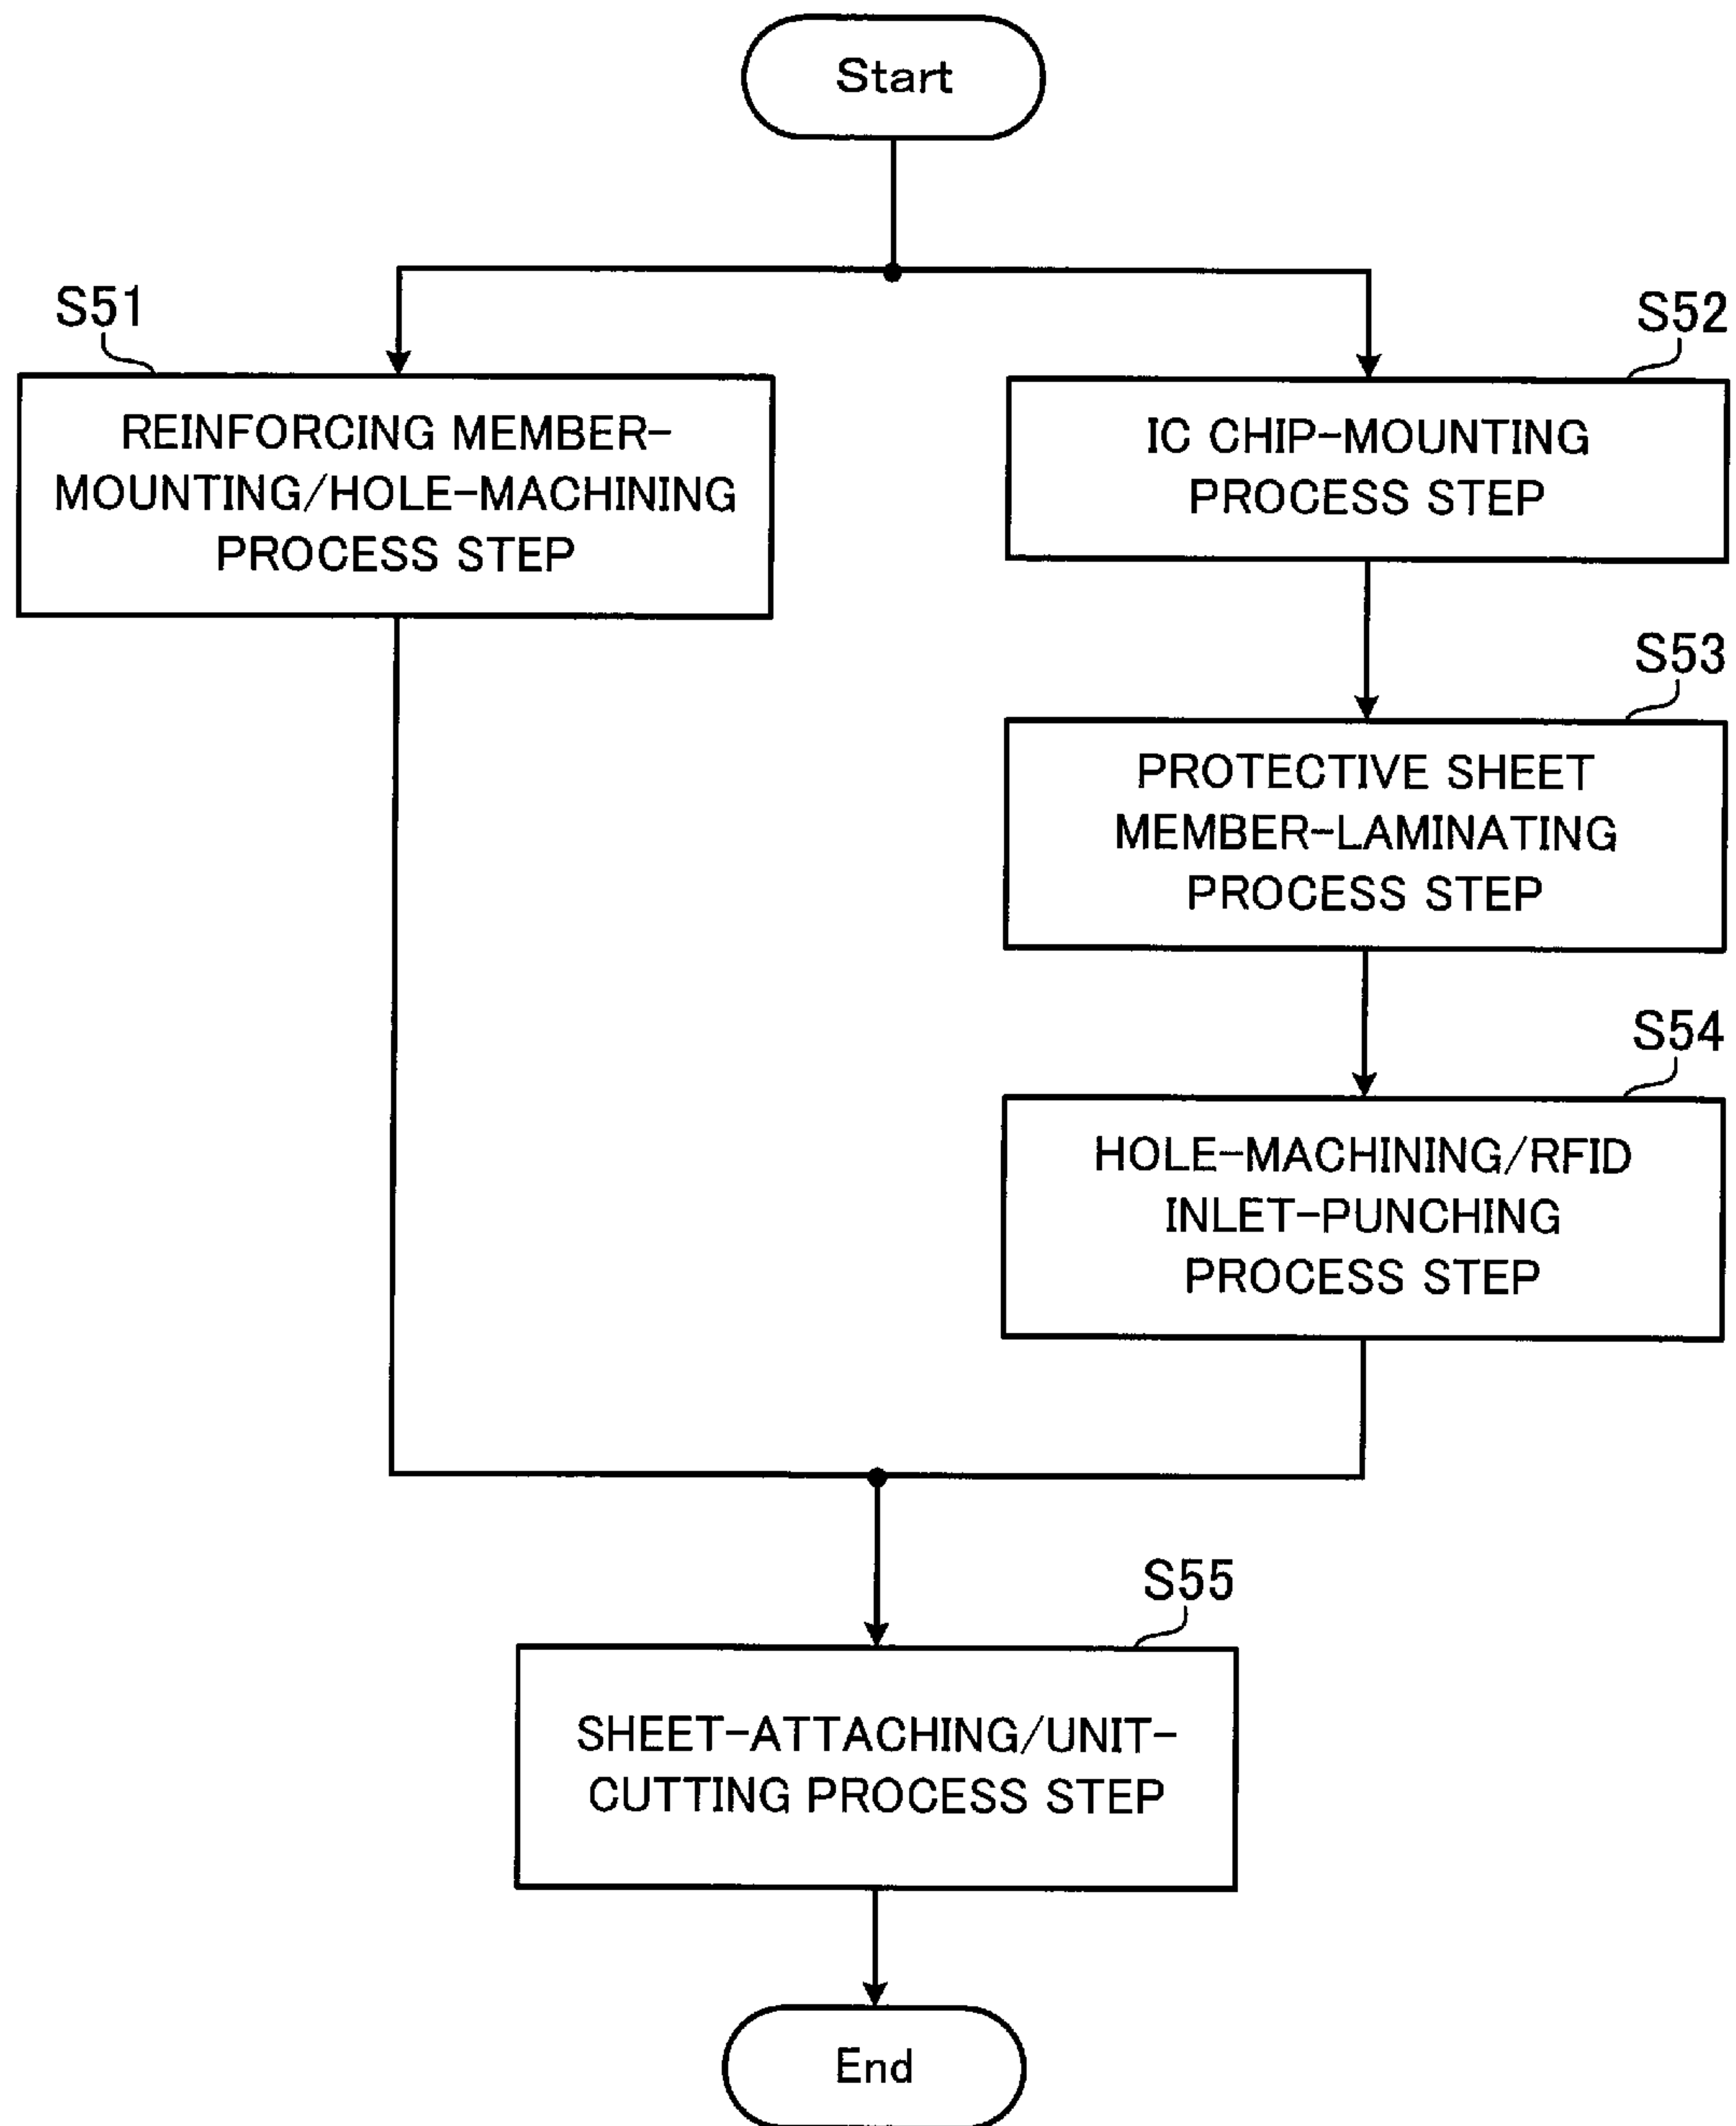 Start
S51
REINFORCING MEMBER-
MOUNTING/HOLE-MACHINING
PROCESS STEP
S52
IC CHIP-MOUNTING
PROCESS STEP
S53
PROTECTIVE SHEET
MEMBER-LAMINATING
PROCESS STEP
S54
HOLE-MACHINING/RFID
INLET-PUNCHING
PROCESS STEP
S55
SHEET-ATTACHING/UNIT-
CUTTING PROCESS STEP
End